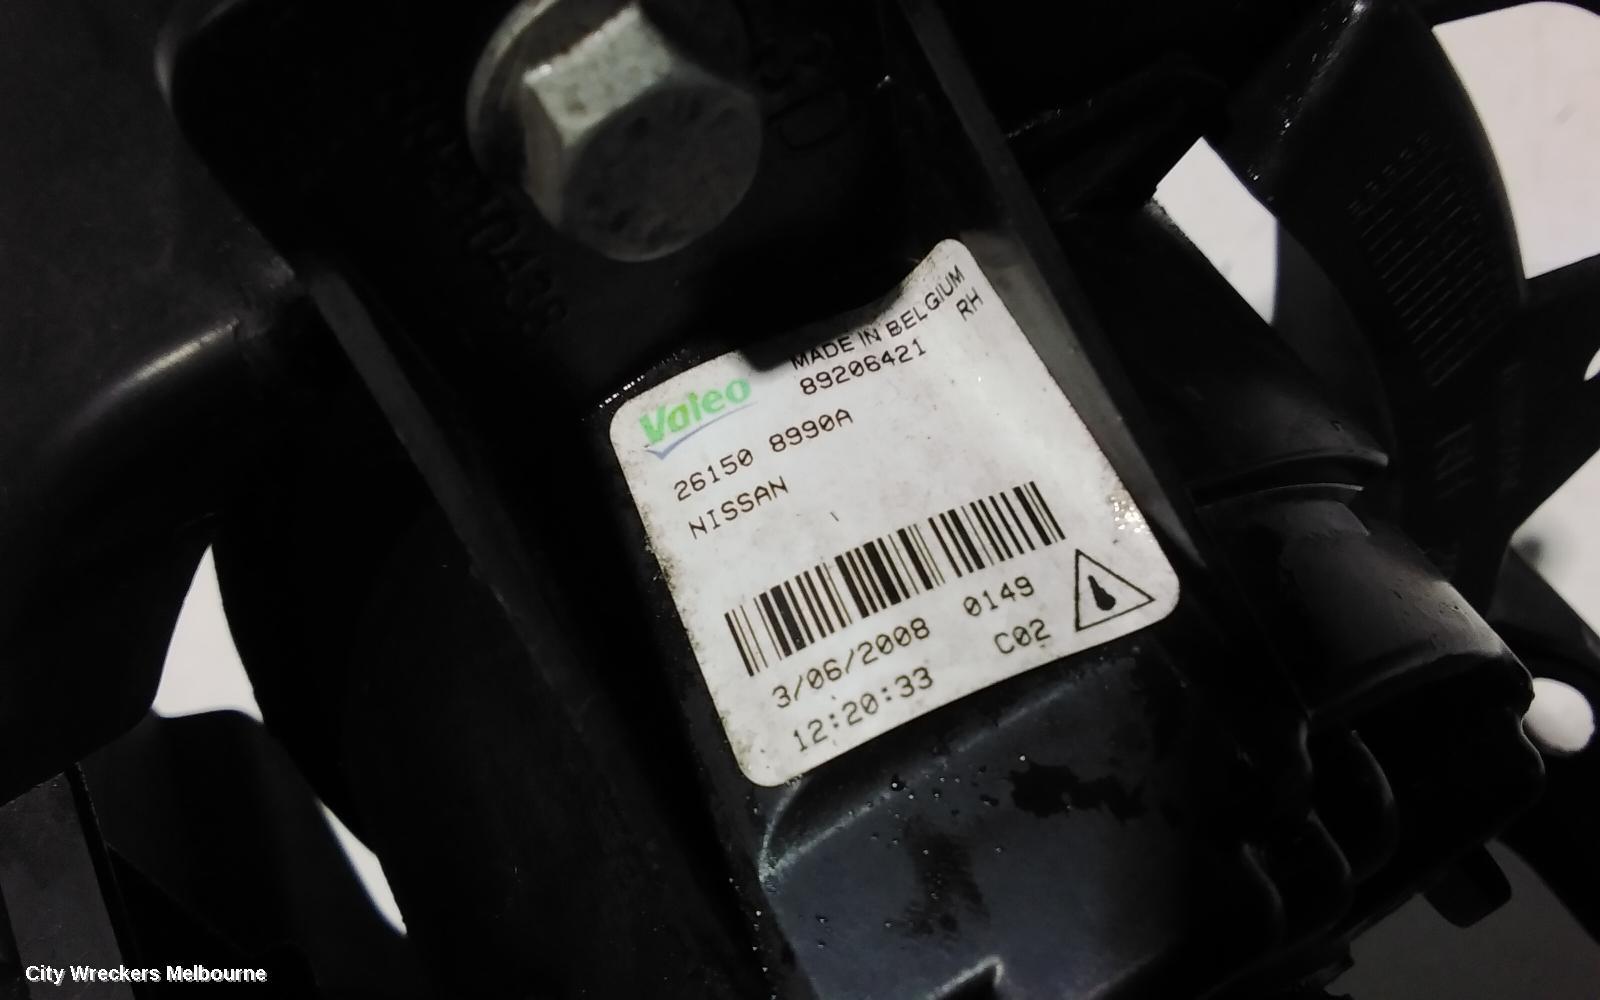 MADE IN BELGIUM
Valeo 89206421 RH
26150 8990A
NISSAN
3/06/2008 0149
12:20:33 C02
City Wreckers Melbourne